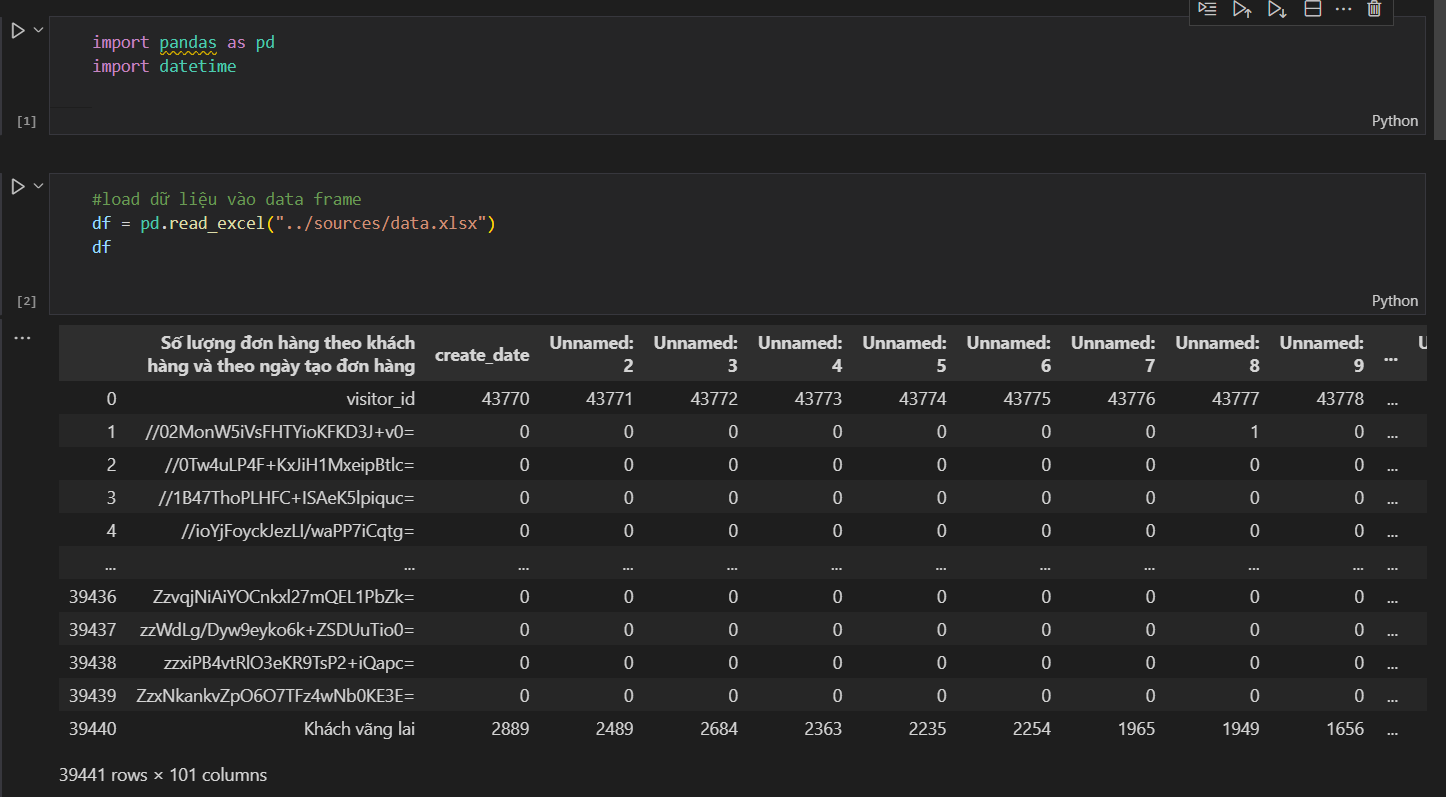 import pandas as pd
import datetime
[1]
Python
#load dữ liệu vào data frame
df = pd.read_excel("../sources/data.xlsx")
df
[2]
Python
Số lượng đơn hàng theo khách hàng và theo ngày tạo đơn hàng create_date Unnamed: 2 Unnamed: 3 Unnamed: 4 Unnamed: 5 Unnamed: 6 Unnamed: 7 Unnamed: 8 Unnamed: 9 ...
0 visitor_id 43770 43771 43772 43773 43774 43775 43776 43777 43778 ...
1 //02MonW5iVsFHTYioKFKD3J+v0= 0 0 0 0 0 0 0 1 0 ...
2 //0Tw4uLP4F+KxJiH1MxeipBtlc= 0 0 0 0 0 0 0 0 0 ...
3 //1B47ThoPLHFC+ISAeK5lpiquc= 0 0 0 0 0 0 0 0 0 ...
4 //ioYjFoyckJezLI/waPP7iCqtg= 0 0 0 0 0 0 0 0 0 ...
... ... ... ... ... ... ... ... ... ... ... ...
39436 ZzvqjNiAiYOCnkxl27mQEL1PbZk= 0 0 0 0 0 0 0 0 0 ...
39437 zzWdLg/Dyw9eyko6k+ZSDUuTio0= 0 0 0 0 0 0 0 0 0 ...
39438 zzxiPB4vtRlO3eKR9TsP2+iQapc= 0 0 0 0 0 0 0 0 0 ...
39439 ZzxNkankvZpO6O7TFz4wNb0KE3E= 0 0 0 0 0 0 0 0 0 ...
39440 Khách vãng lai 2889 2489 2684 2363 2235 2254 1965 1949 1656 ...
39441 rows × 101 columns